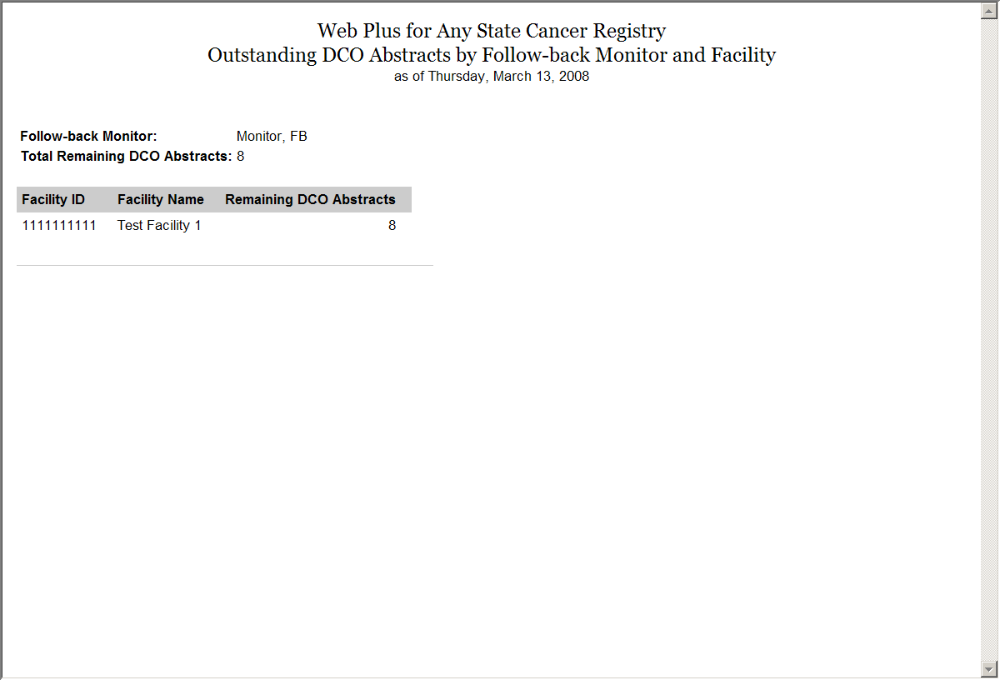 Web Plus for Any State Cancer Registry
Outstanding DCO Abstracts by Follow-back Monitor and Facility
as of Thursday, March 13, 2008
Follow-back Monitor: Monitor, FB
Total Remaining DCO Abstracts: 8
Facility ID Facility Name Remaining DCO Abstracts
1111111111 Test Facility 1 8